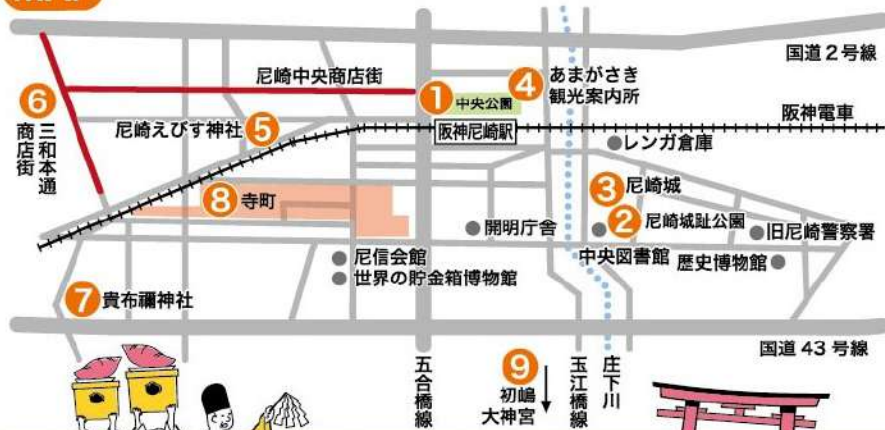 国道2号線
尼崎中央商店街
1
中央公園
4
あまがさき
観光案内所
6
三和本通
商店街
尼崎えびす神社
5
阪神尼崎駅
阪神電車
レンガ倉庫
8
寺町
3
尼崎城
2
尼崎城趾公園
開明庁舎
旧尼崎警察署
尼信会館
世界の貯金箱博物館
中央図書館
歴史博物館
7
貴布禰神社
国道43号線
五合橋線
9
初嶋
大神宮
玉江橋線
庄下川